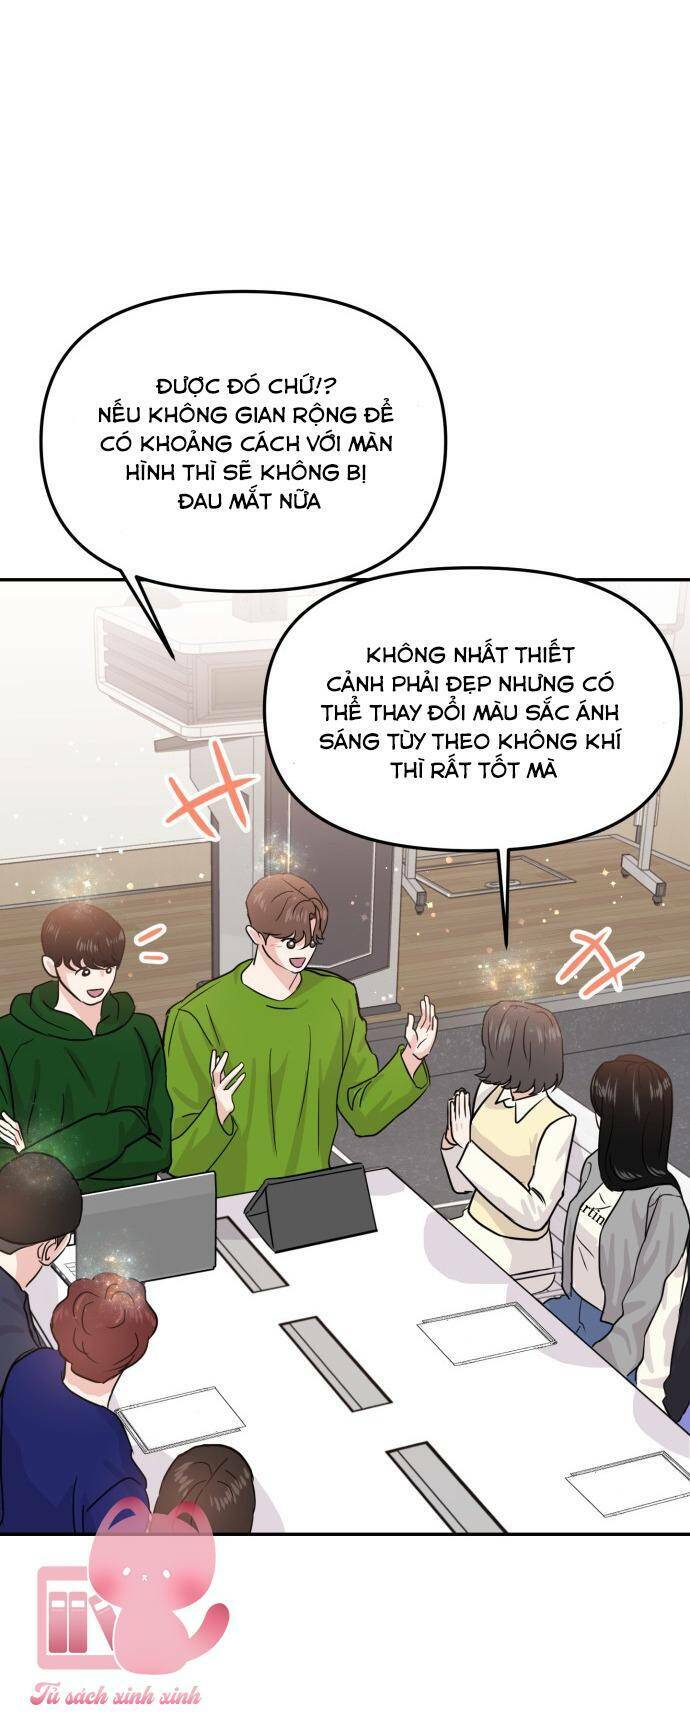 ĐƯỢC ĐÓ CHỨ!?
NẾU KHÔNG GIAN RỘNG ĐỂ
CÓ KHOẢNG CÁCH VỚI MÀN
HÌNH THÌ SẼ KHÔNG BỊ
ĐAU MẮT NỮA
KHÔNG NHẤT THIẾT
CẢNH PHẢI ĐẸP NHƯNG CÓ
THỂ THAY ĐỔI MÀU SẮC ÁNH
SÁNG TÙY THEO KHÔNG KHÍ
THÌ RẤT TỐT MÀ
Tủ sách xinh xinh